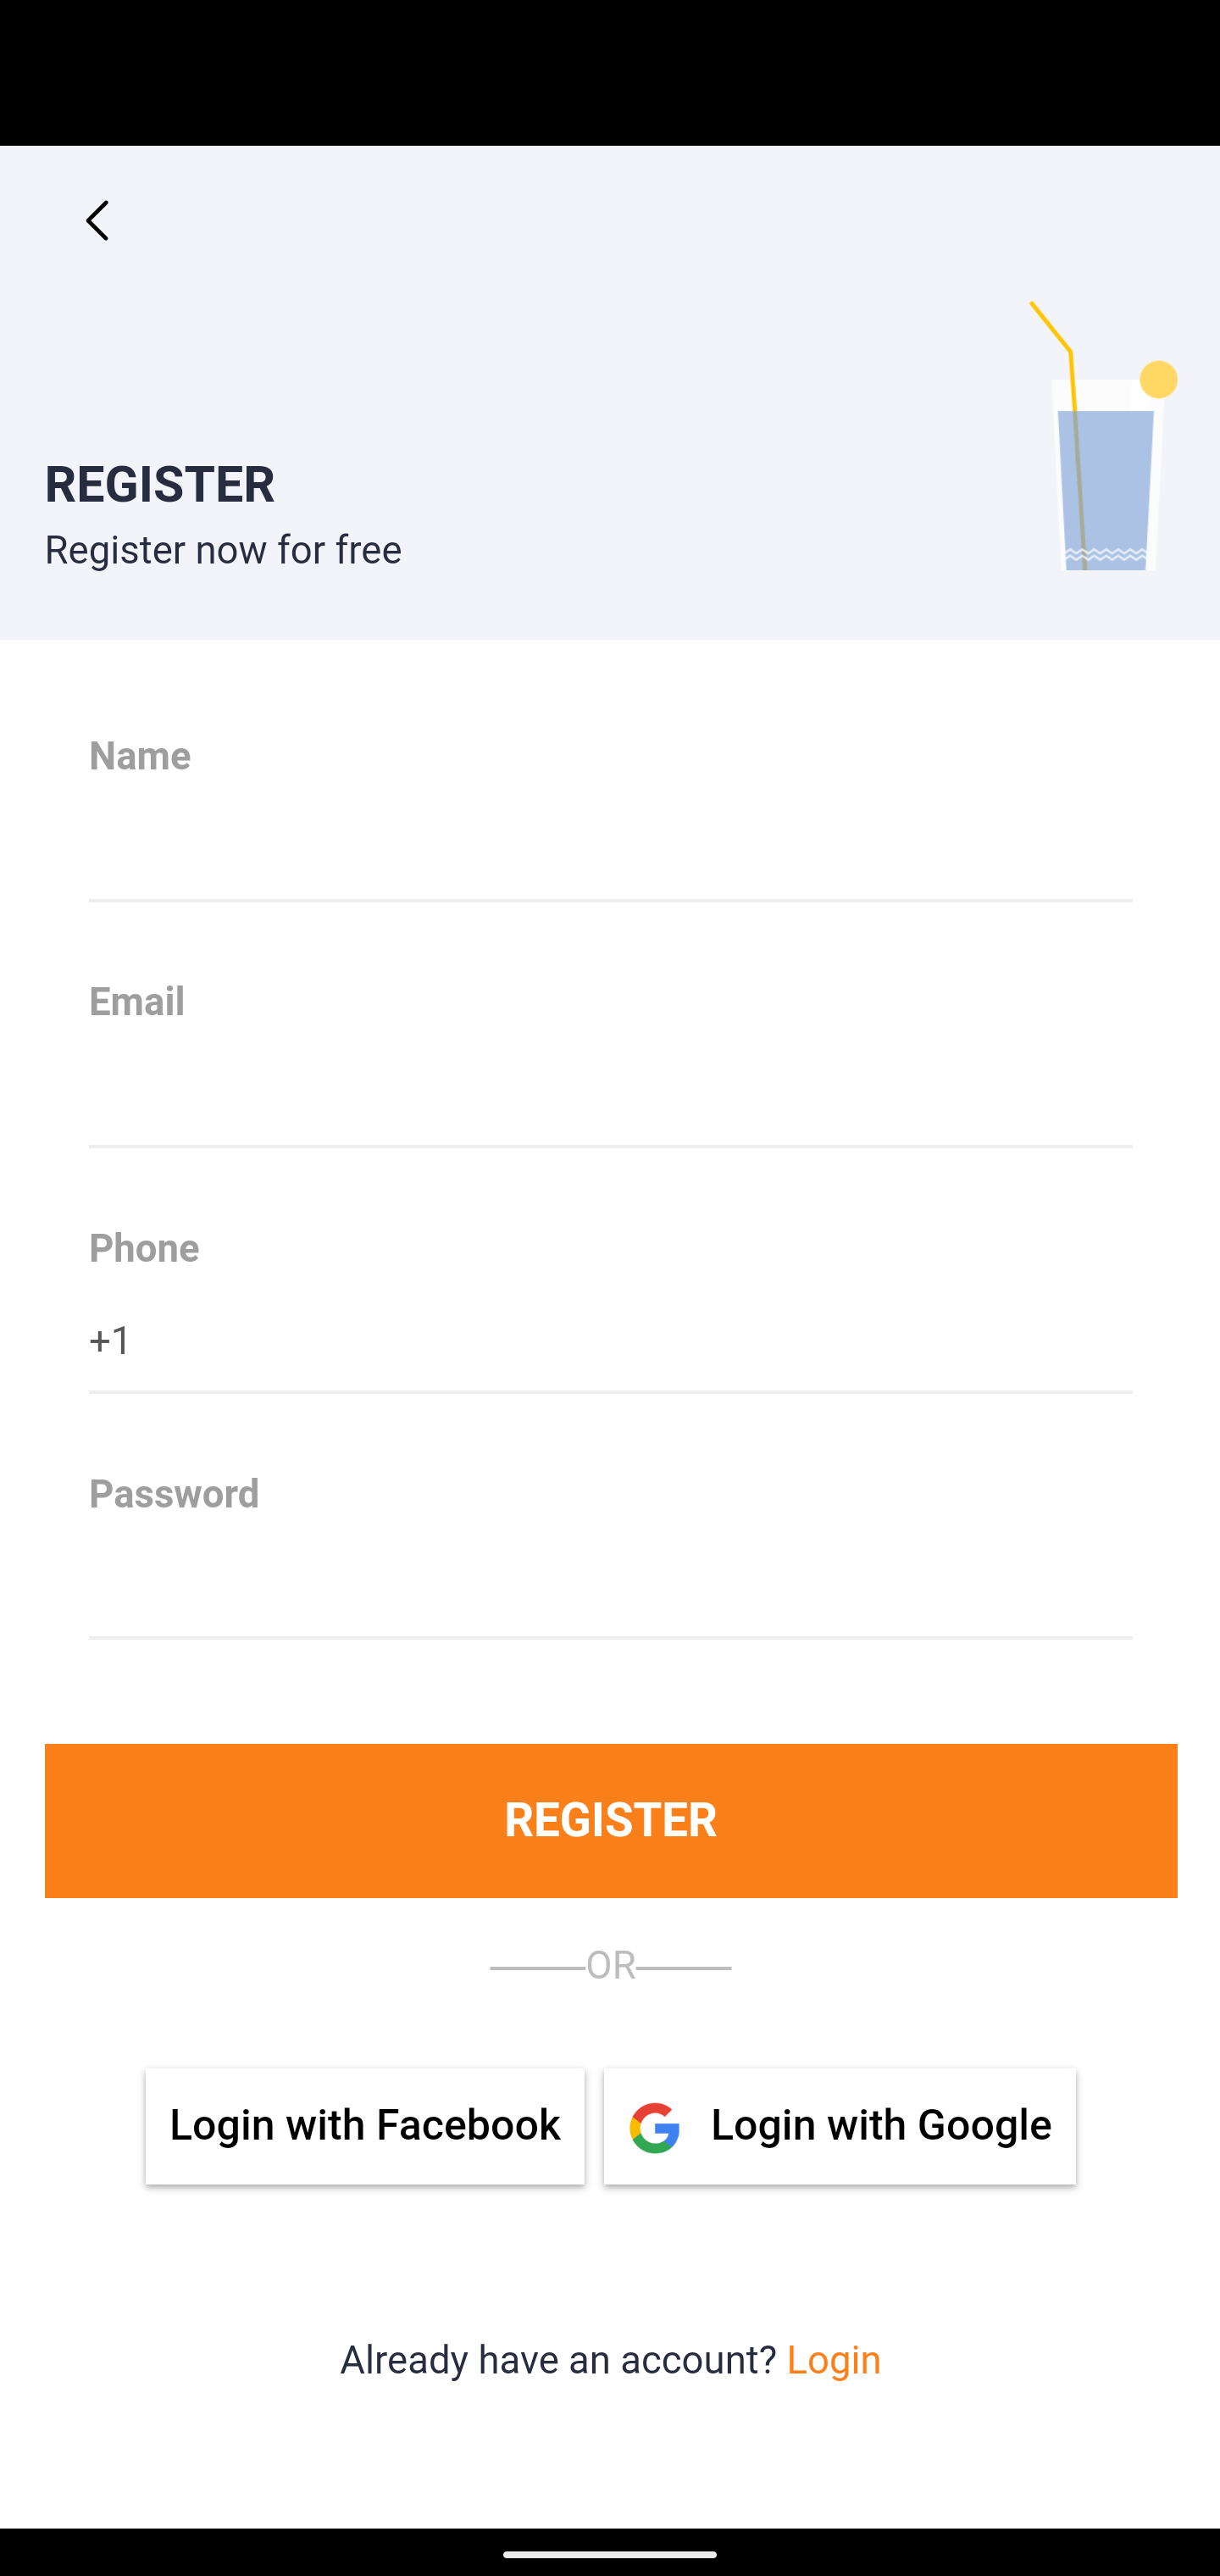 REGISTER
Register now for free
Name
Email
Phone
+1
Password
REGISTER
OR
Login with Facebook
Login with Google
Already have an account? Login